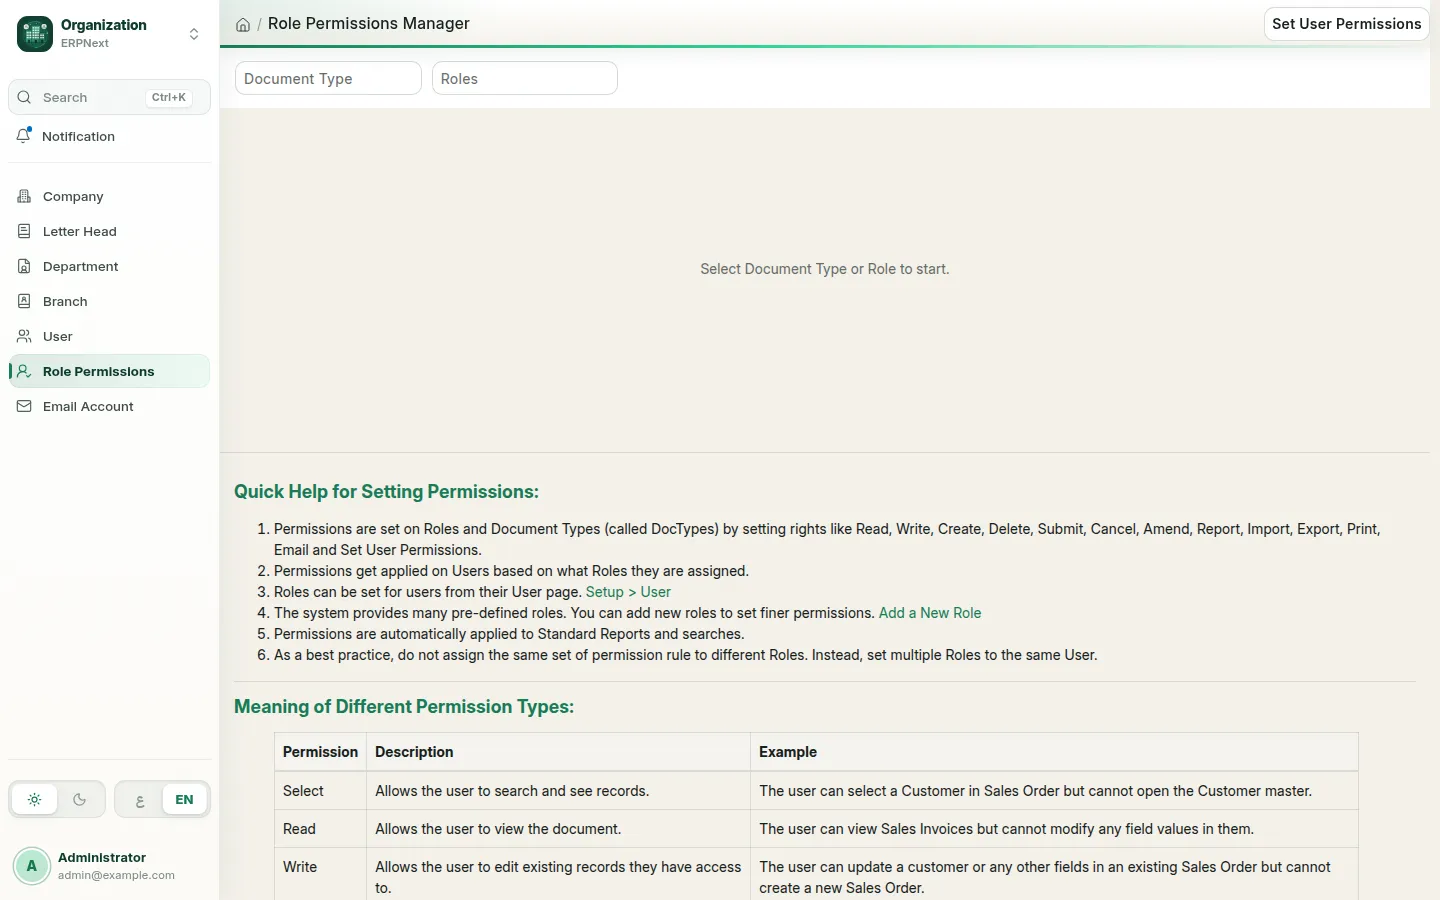 Organization
ERPNext
Search
Ctrl+K
Notification
Company
Letter Head
Department
Branch
User
Role Permissions
Email Account
ع
EN
A
Administrator
admin@example.com
/ Role Permissions Manager
Set User Permissions
Document Type
Roles
Select Document Type or Role to start.
Quick Help for Setting Permissions:
1. Permissions are set on Roles and Document Types (called DocTypes) by setting rights like Read, Write, Create, Delete, Submit, Cancel, Amend, Report, Import, Export, Print,
Email and Set User Permissions.
2. Permissions get applied on Users based on what Roles they are assigned.
3. Roles can be set for users from their User page. Setup > User
4. The system provides many pre-defined roles. You can add new roles to set finer permissions. Add a New Role
5. Permissions are automatically applied to Standard Reports and searches.
6. As a best practice, do not assign the same set of permission rule to different Roles. Instead, set multiple Roles to the same User.
Meaning of Different Permission Types:
Permission Description Example
Select Allows the user to search and see records. The user can select a Customer in Sales Order but cannot open the Customer master.
Read Allows the user to view the document. The user can view Sales Invoices but cannot modify any field values in them.
Write Allows the user to edit existing records they have access The user can update a customer or any other fields in an existing Sales Order but cannot
to. create a new Sales Order.